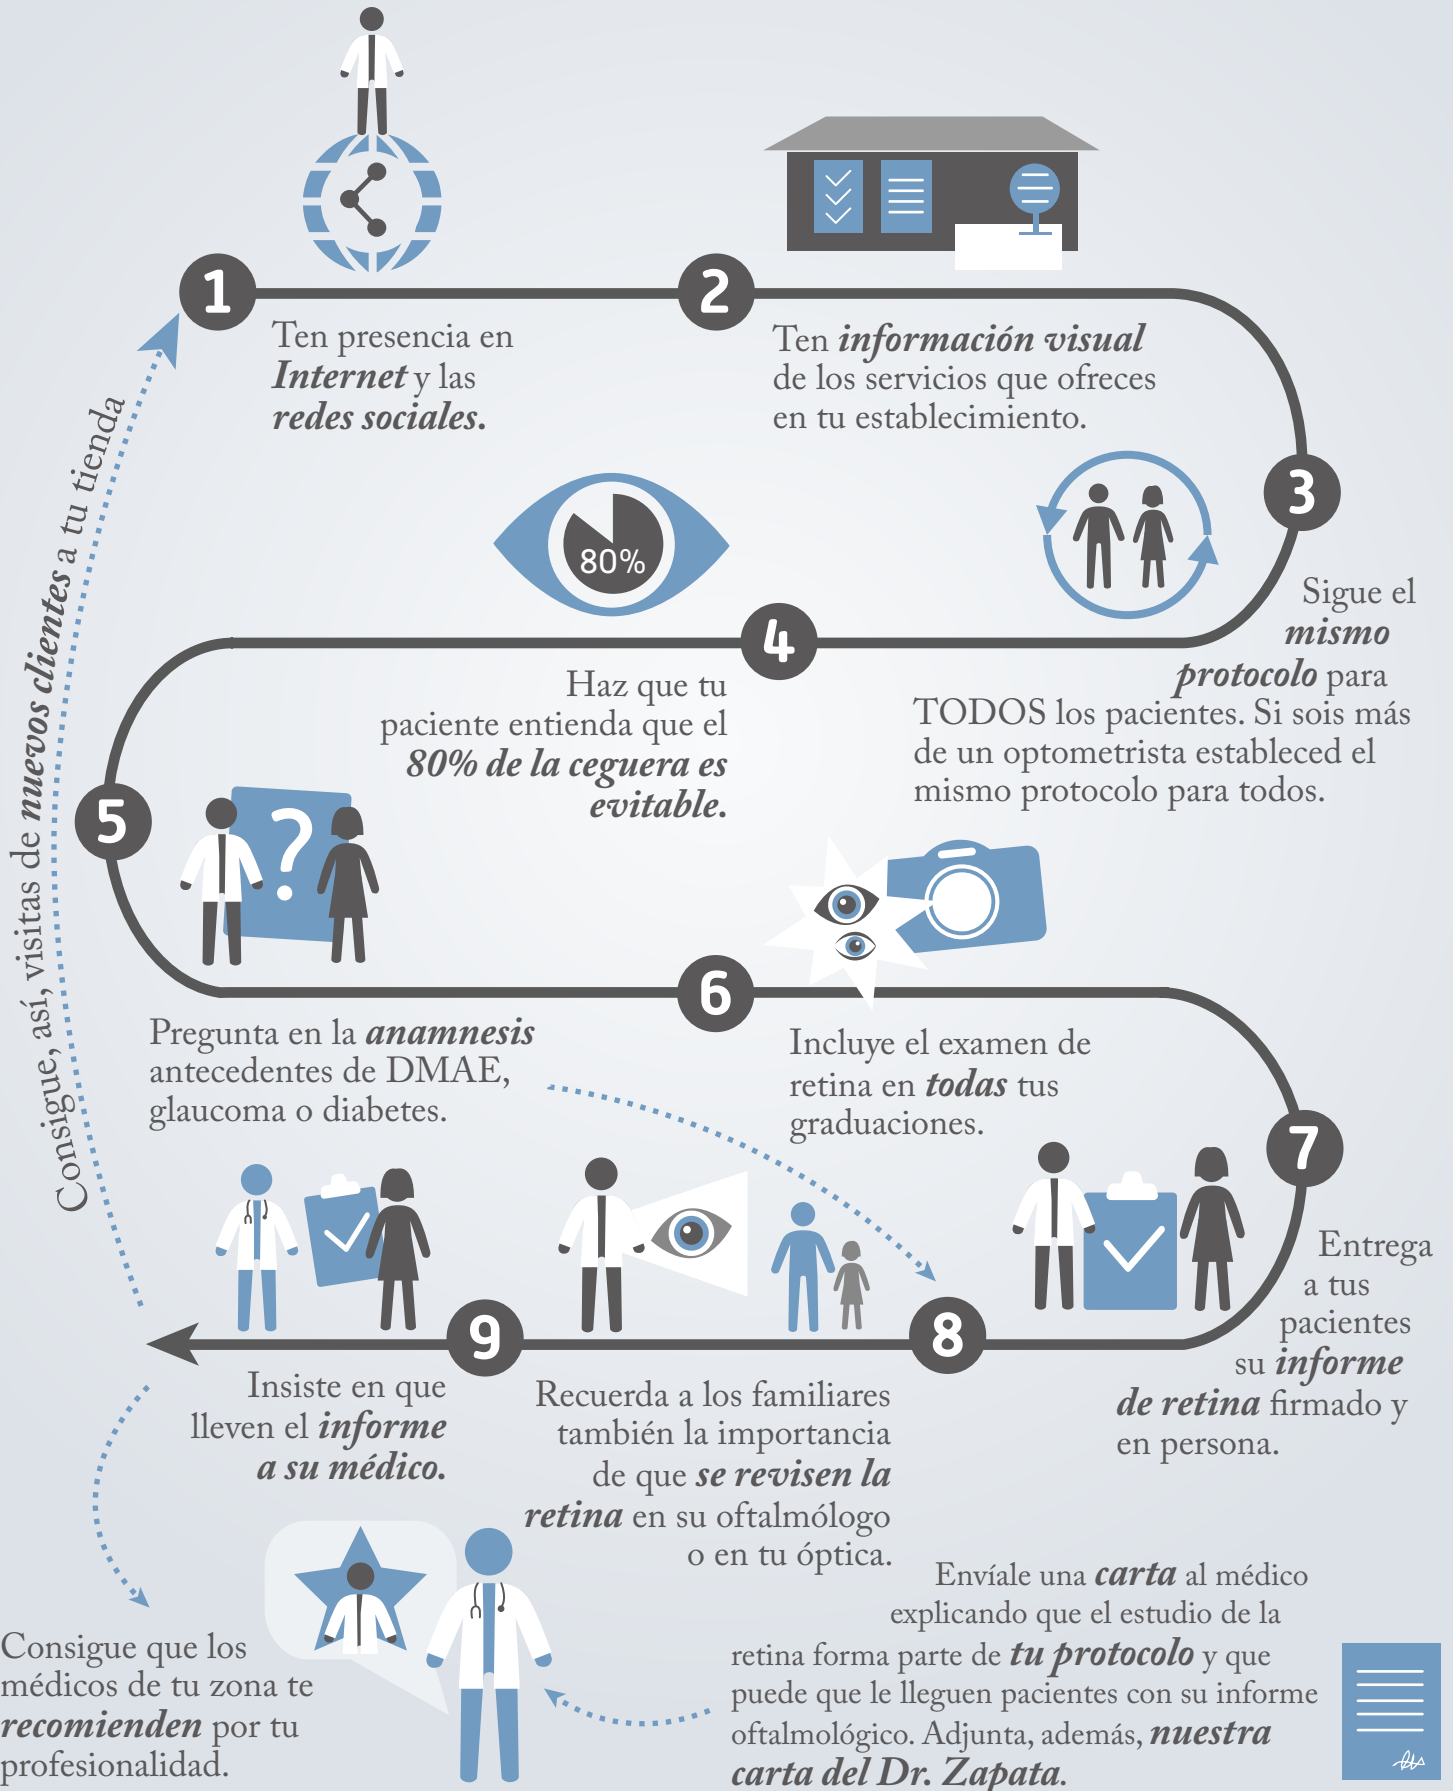 1
Ten presencia en
Internet y las
redes sociales.
2
Ten información visual
de los servicios que ofreces
en tu establecimiento.
3
Sigue el
mismo
protocolo para
TODOS los pacientes. Si sois más
de un optometrista estableced el
mismo protocolo para todos.
80%
4
Haz que tu
paciente entienda que el
80% de la ceguera es
evitable.
5
?
Pregunta en la anamnesis
antecedentes de DMAE,
glaucoma o diabetes.
6
Incluye el examen de
retina en todas tus
graduaciones.
7
Entrega
a tus
pacientes
su informe
de retina firmado y
en persona.
8
Recuerda a los familiares
también la importancia
de que se revisen la
retina en su oftalmólogo
o en tu óptica.
9
Insiste en que
lleven el informe
a su médico.
Consigue, así, visitas de nuevos clientes a tu tienda
Consigue que los
médicos de tu zona te
recomienden por tu
profesionalidad.
Envíale una carta al médico
explicando que el estudio de la
retina forma parte de tu protocolo y que
puede que le lleguen pacientes con su informe
oftalmológico. Adjunta, además, nuestra
carta del Dr. Zapata.